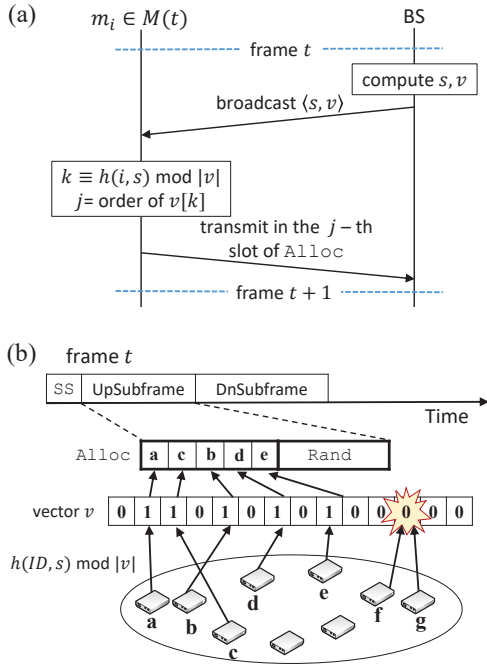 (a)
m_i ∈ M(t)
BS
frame t
compute s, v
broadcast ⟨s, v⟩
k ≡ h(i, s) mod |v|
j= order of v[k]
transmit in the j − th
slot of Alloc
frame t + 1
(b)
frame t
SS UpSubframe DnSubframe
Time
Alloc a c b d e Rand
vector v 0 1 1 0 1 0 1 0 1 0 0 0 0 0
h(ID, s) mod |v|
a b c d e f g